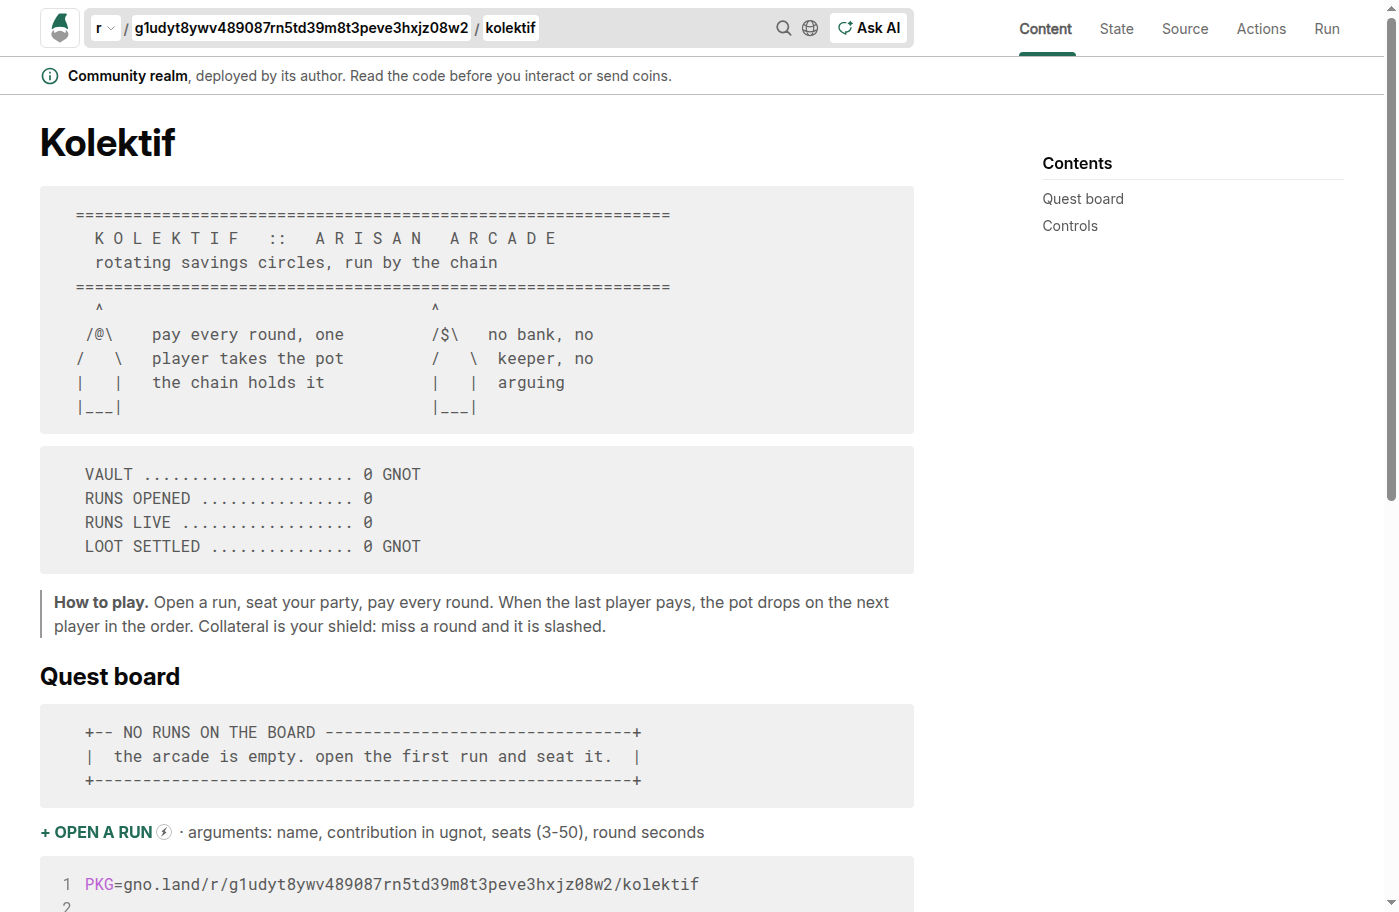 r / g1udyt8ywv489087rn5td39m8t3peve3hxjz08w2 / kolektif
Ask AI
Content State Source Actions Run
Community realm, deployed by its author. Read the code before you interact or send coins.
Kolektif
==============================================================
K O L E K T I F :: A R I S A N A R C A D E
rotating savings circles, run by the chain
==============================================================
^ ^
/@\ pay every round, one /$\ no bank, no
/ \ player takes the pot / \ keeper, no
| | the chain holds it | | arguing
|___| |___|
VAULT ...................... 0 GNOT
RUNS OPENED ................ 0
RUNS LIVE .................. 0
LOOT SETTLED ............... 0 GNOT
How to play. Open a run, seat your party, pay every round. When the last player pays, the pot drops on the next
player in the order. Collateral is your shield: miss a round and it is slashed.
Quest board
+-- NO RUNS ON THE BOARD --------------------------------+
| the arcade is empty. open the first run and seat it. |
+--------------------------------------------------------+
+ OPEN A RUN · arguments: name, contribution in ugnot, seats (3-50), round seconds
1 PKG=gno.land/r/g1udyt8ywv489087rn5td39m8t3peve3hxjz08w2/kolektif
2
Contents
Quest board
Controls